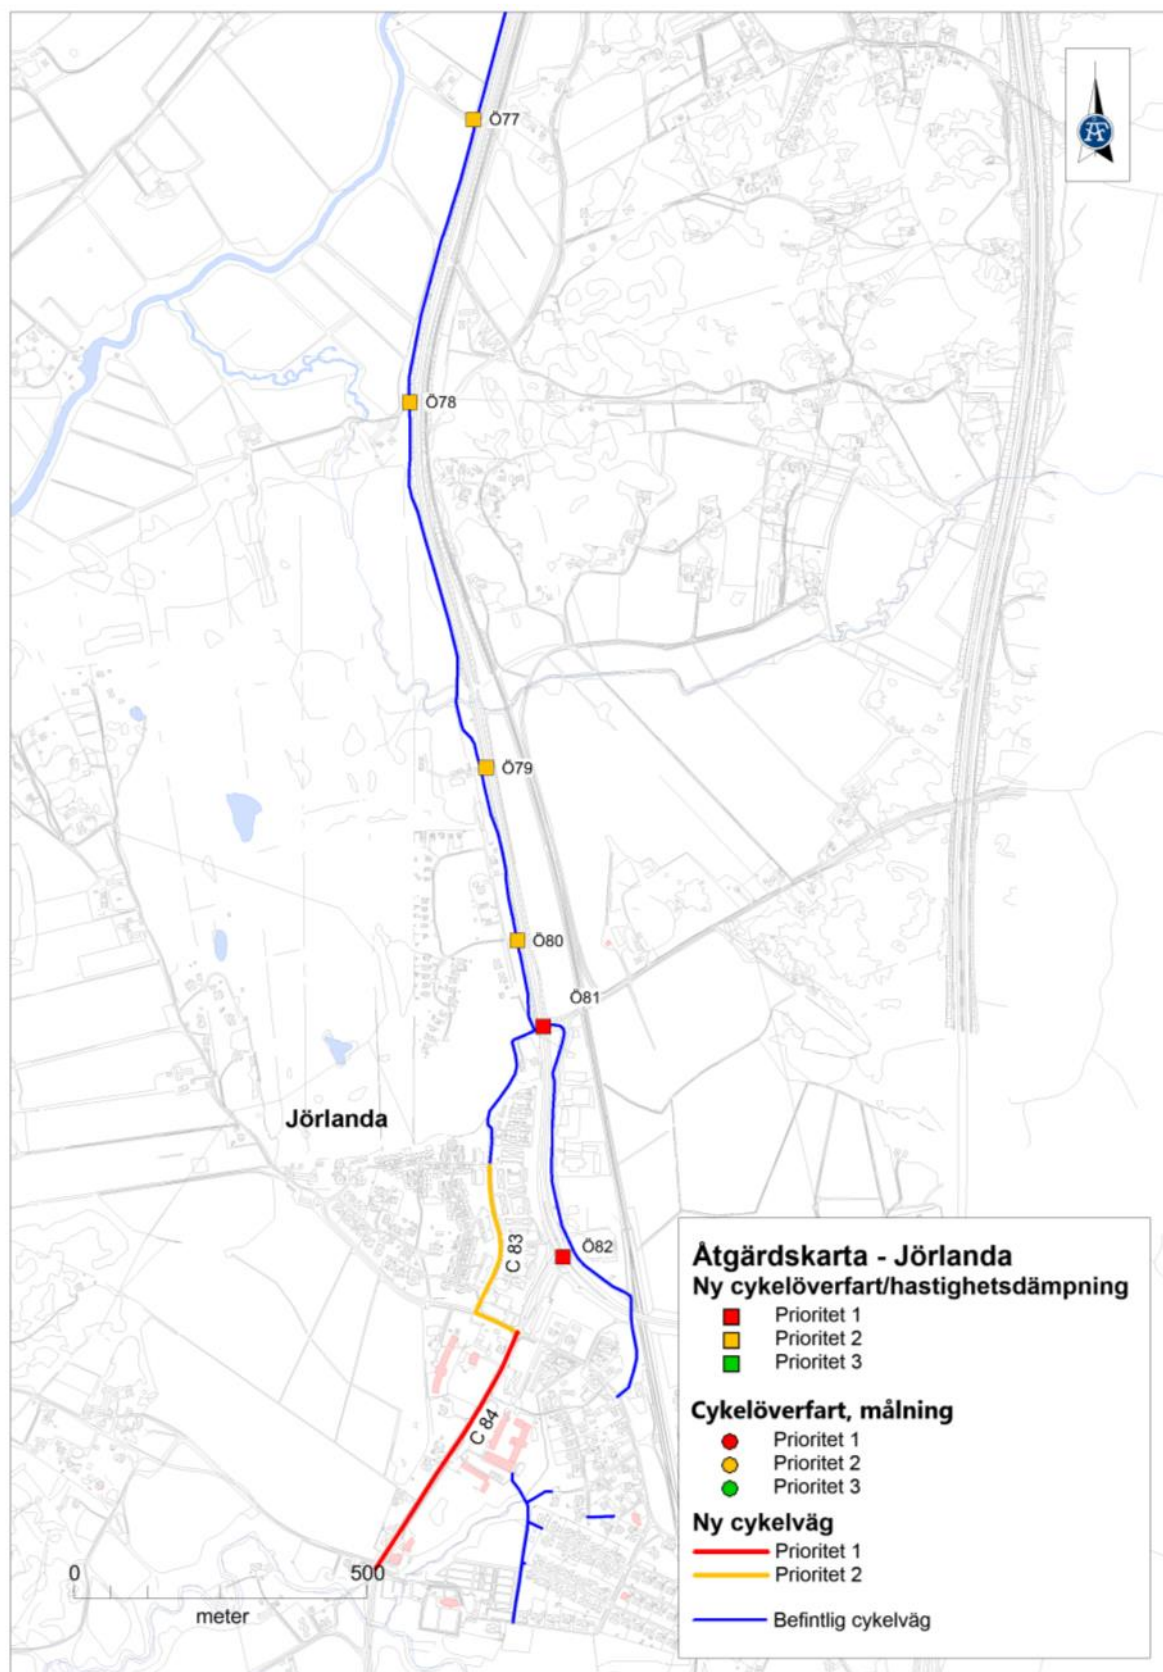 Ö77
Ö78
Ö79
Ö80
Ö81
Jörlanda
C 83
Ö82
C 84
0
500
meter
Åtgärdskarta - Jörlanda
Ny cykelöverfart/hastighetsdämpning
Prioritet 1
Prioritet 2
Prioritet 3
Cykelöverfart, målning
Prioritet 1
Prioritet 2
Prioritet 3
Ny cykelväg
Prioritet 1
Prioritet 2
Befintlig cykelväg